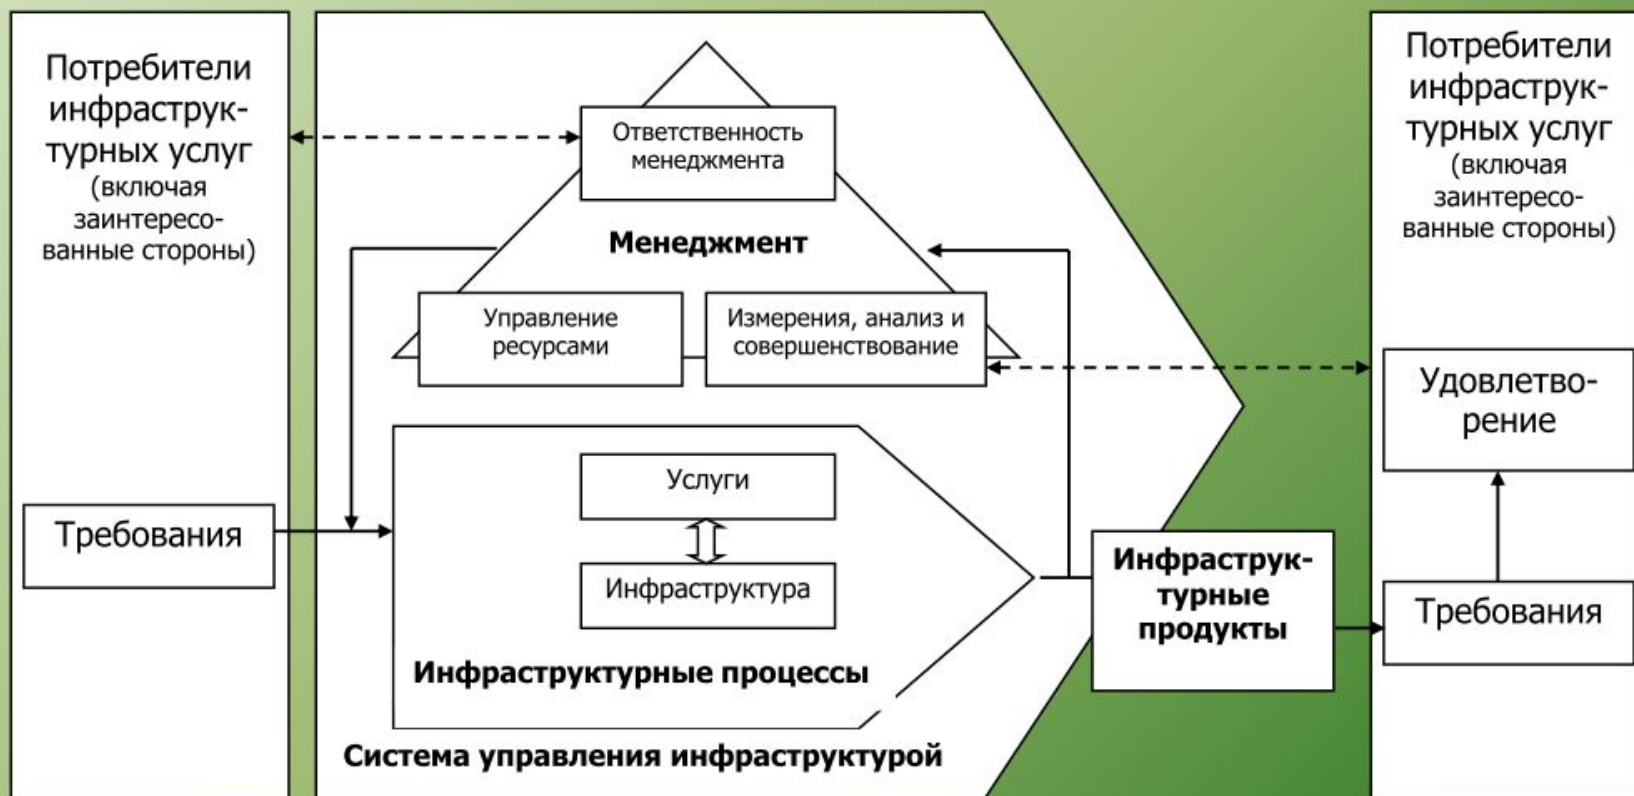 Потребители
инфраструк-
турных услуг
(включая
заинтересо-
ванные стороны)
Требования
Ответственность
менеджмента
Менеджмент
Управление
ресурсами
Измерения, анализ и
совершенствование
Услуги
Инфраструктура
Инфраструктурные процессы
Система управления инфраструктурой
Инфраструк-
турные
продукты
Потребители
инфраструк-
турных услуг
(включая
заинтересо-
ванные стороны)
Удовлетво-
рение
Требования